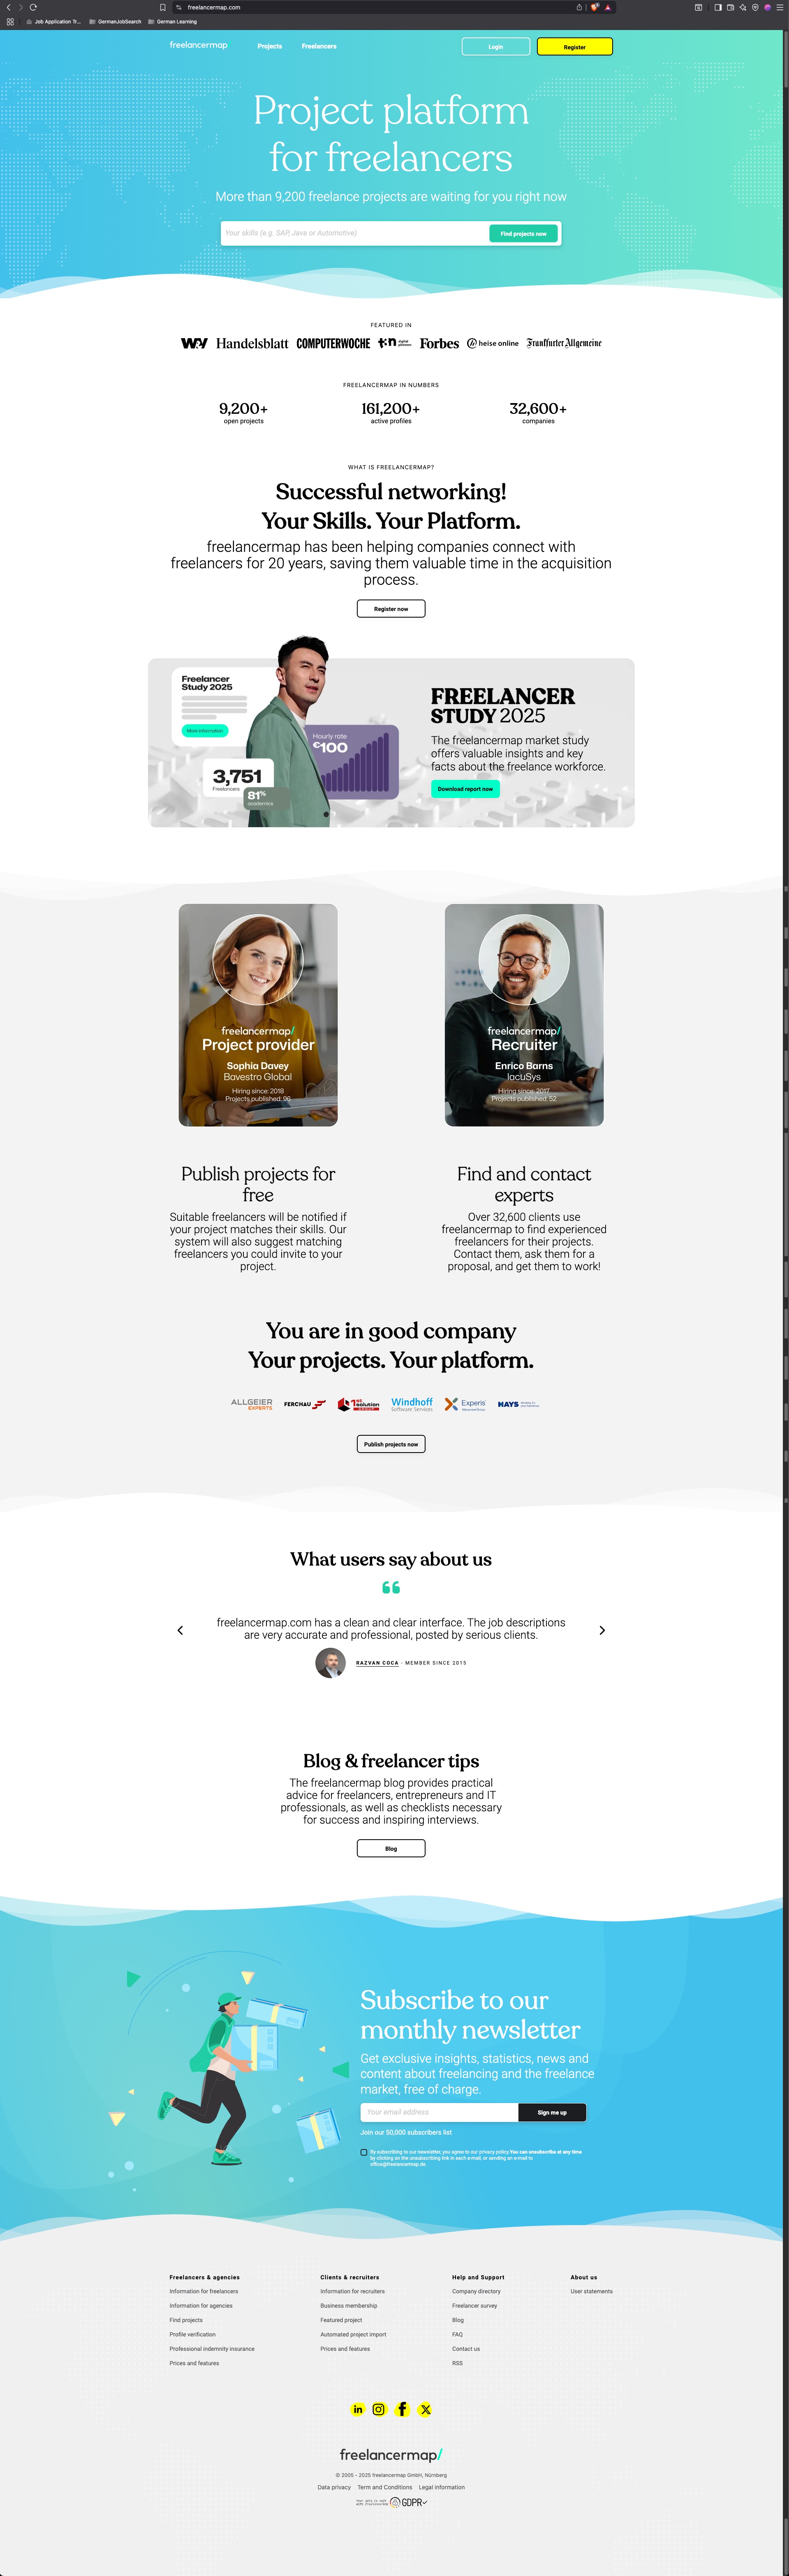 freelancermap.com
Job Application Tr...
GermanJobSearch
German Learning
freelancermap
Projects
Freelancers
Login
Register
Project platform
for freelancers
More than 9,200 freelance projects are waiting for you right now
Your skills (e.g. SAP, Java or Automotive)
Find projects now
FEATURED IN
W&V
Handelsblatt
COMPUTERWOCHE
t3n digital pioneers
Forbes
heise online
Frankfurter Allgemeine
FREELANCERMAP IN NUMBERS
9,200+
open projects
161,200+
active profiles
32,600+
companies
WHAT IS FREELANCERMAP?
Successful networking!
Your Skills. Your Platform.
freelancermap has been helping companies connect with
freelancers for 20 years, saving them valuable time in the acquisition
process.
Register now
Freelancer
Study 2025
More information
3,751
Freelancers
81%
academics
Hourly rate
€100
FREELANCER
STUDY 2025
The freelancermap market study
offers valuable insights and key
facts about the freelance workforce.
Download report now
freelancermap/
Project provider
Sophia Davey
Bavestro Global
Hiring since: 2018
Projects published: 96
freelancermap/
Recruiter
Enrico Barns
IacuSys
Hiring since: 2017
Projects published: 52
Publish projects for
free
Suitable freelancers will be notified if
your project matches their skills. Our
system will also suggest matching
freelancers you could invite to your
project.
Find and contact
experts
Over 32,600 clients use
freelancermap to find experienced
freelancers for their projects.
Contact them, ask them for a
proposal, and get them to work!
You are in good company
Your projects. Your platform.
ALLGEIER
EXPERTS
FERCHAU
1st solution
GROUP
Windhoff
Software Services
Experis
ManpowerGroup
HAYS
Publish projects now
What users say about us
freelancermap.com has a clean and clear interface. The job descriptions
are very accurate and professional, posted by serious clients.
RAZVAN COCA - MEMBER SINCE 2015
Blog & freelancer tips
The freelancermap blog provides practical
advice for freelancers, entrepreneurs and IT
professionals, as well as checklists necessary
for success and inspiring interviews.
Blog
Subscribe to our
monthly newsletter
Get exclusive insights, statistics, news and
content about freelancing and the freelance
market, free of charge.
Your email address
Sign me up
Join our 50,000 subscribers list
By subscribing to our newsletter, you agree to our privacy policy.You can unsubscribe at any time
by clicking on the unsubscribing link in each e-mail, or sending an e-mail to
office@freelancermap.de.
Freelancers & agencies
Information for freelancers
Information for agencies
Find projects
Profile verification
Professional indemnity insurance
Prices and features
Clients & recruiters
Information for recruiters
Business membership
Featured project
Automated project import
Prices and features
Help and Support
Company directory
Freelancer survey
Blog
FAQ
Contact us
RSS
About us
User statements
freelancermap/
© 2005 - 2025 freelancermap GmbH, Nürnberg
Data privacy
Term and Conditions
Legal information
Your data is safe
with freelancermap
GDPR